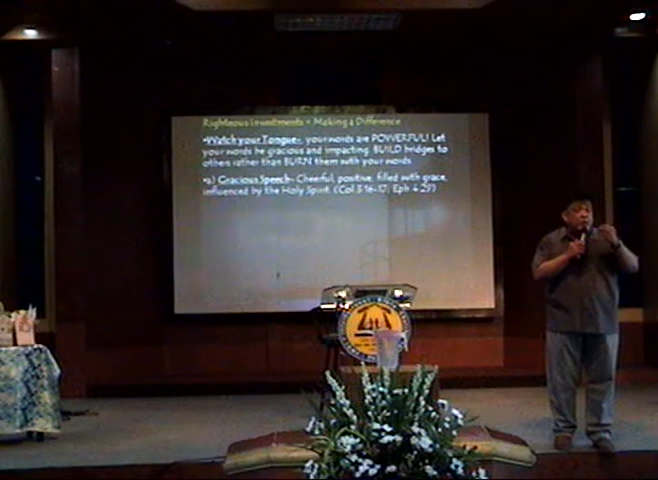 Righteous Investments = Making a Difference
•Watch your Tongue-, your words are POWERFUL! Let
your words be gracious and impacting. BUILD bridges to
others rather than BURN them with your words
•a) Gracious Speech- Cheerful, positive, filled with grace,
influenced by the Holy Spirit. (Col 3:16-17; Eph 4:29)